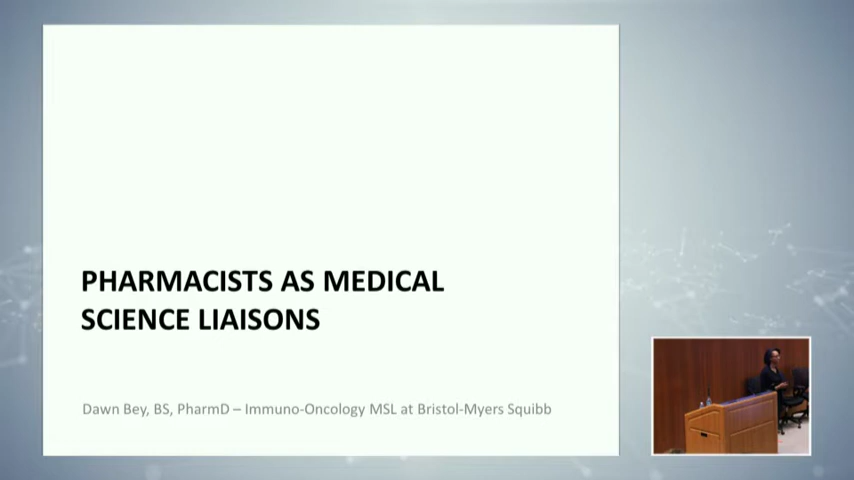 PHARMACISTS AS MEDICAL
SCIENCE LIAISONS
Dawn Bey, BS, PharmD – Immuno-Oncology MSL at Bristol-Myers Squibb